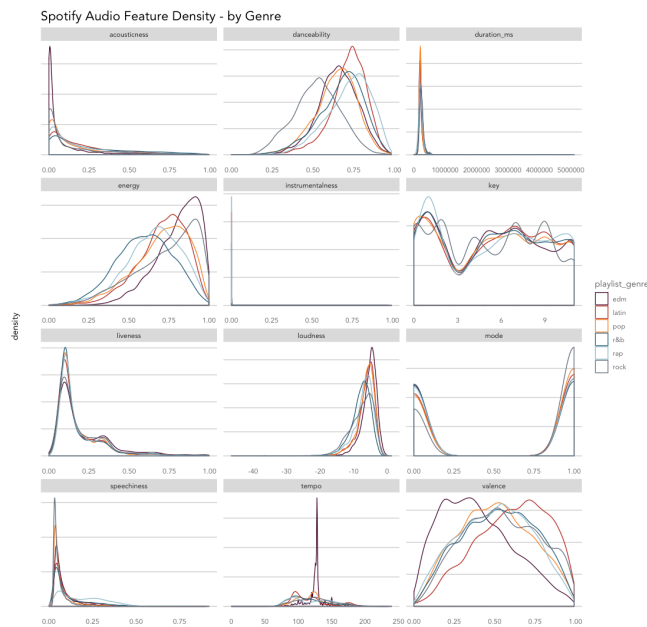 Spotify Audio Feature Density - by Genre
acousticness danceability duration_ms
0.00 0.25 0.50 0.75 1.00 0.00 0.25 0.50 0.75 1.00 0 1000000 2000000 3000000 4000000 5000000
energy instrumentalness key
0.00 0.25 0.50 0.75 1.00 0.00 0.25 0.50 0.75 1.00 0 3 6 9
playlist_genre
edm
latin
pop
r&b
rap
rock
density
liveness loudness mode
0.00 0.25 0.50 0.75 1.00 -40 -30 -20 -10 0 0.00 0.25 0.50 0.75 1.00
speechiness tempo valence
0.00 0.25 0.50 0.75 0 50 100 150 200 250 0.00 0.25 0.50 0.75 1.00